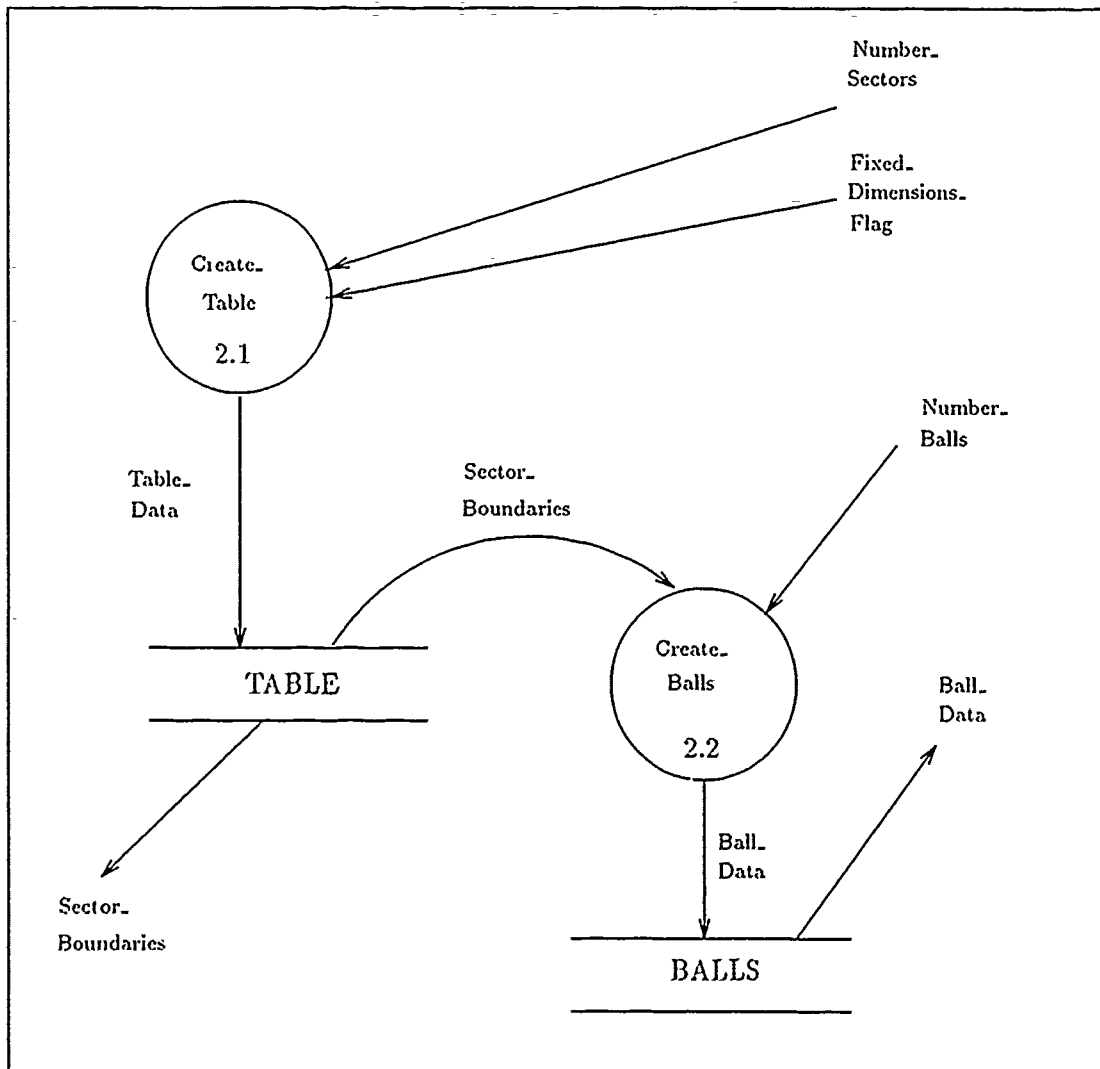 Number_
Sectors
Fixed_
Dimensions_
Flag
Create_
Table
2.1
Number_
Balls
Table_
Data
Sector_
Boundaries
TABLE
Create_
Balls
2.2
Ball_
Data
Ball_
Data
Sector_
Boundaries
BALLS